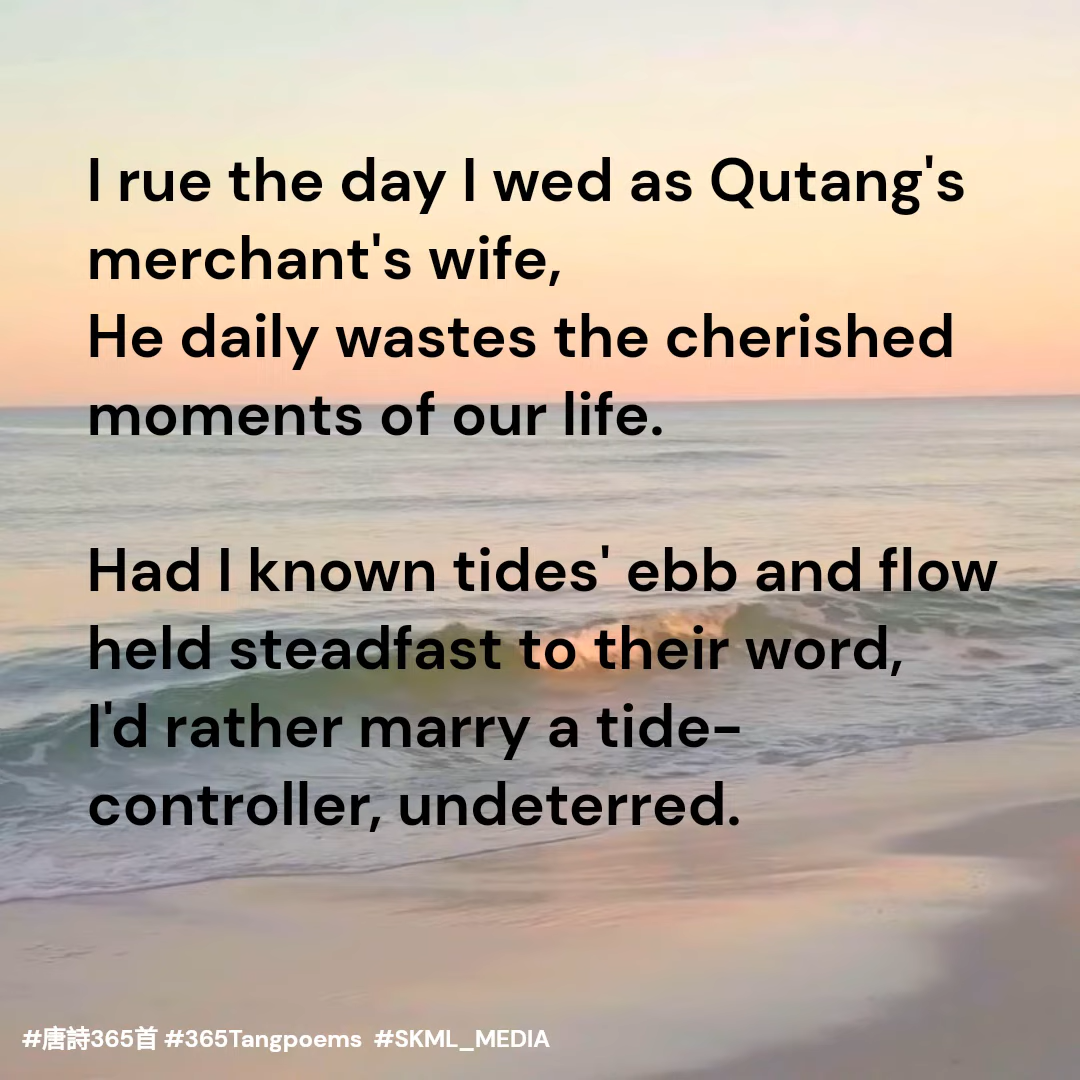 I rue the day I wed as Qutang's
merchant's wife,
He daily wastes the cherished
moments of our life.
Had I known tides' ebb and flow
held steadfast to their word,
I'd rather marry a tide-
controller, undeterred.
#唐詩365首 #365Tangpoems #SKML_MEDIA